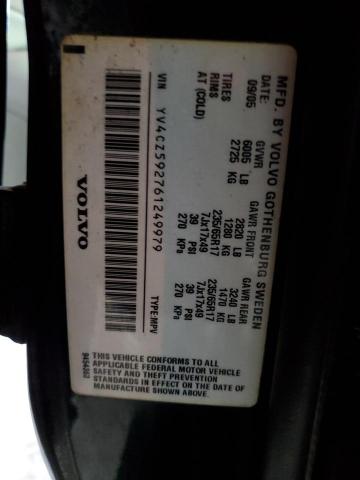 MFD. BY VOLVO GOTHENBURG SWEDEN
09/05 GVWR GAWR FRONT GAWR REAR
6005 LB 2820 LB 3240 LB
2725 KG 1280 KG 1470 KG
TIRES 235/65R17 235/65R17
RIMS 7Jx17x49 7Jx17x49
AT (COLD) 39 PSI 39 PSI
270 KPa 270 KPa
VIN YV4CZ592761249979 TYPE:MPV
VOLVO
THIS VEHICLE CONFORMS TO ALL
APPLICABLE FEDERAL MOTOR VEHICLE
SAFETY AND BUMPER AND THEFT PREVENTION
STANDARDS IN EFFECT ON THE DATE OF
MANUFACTURE SHOWN ABOVE.